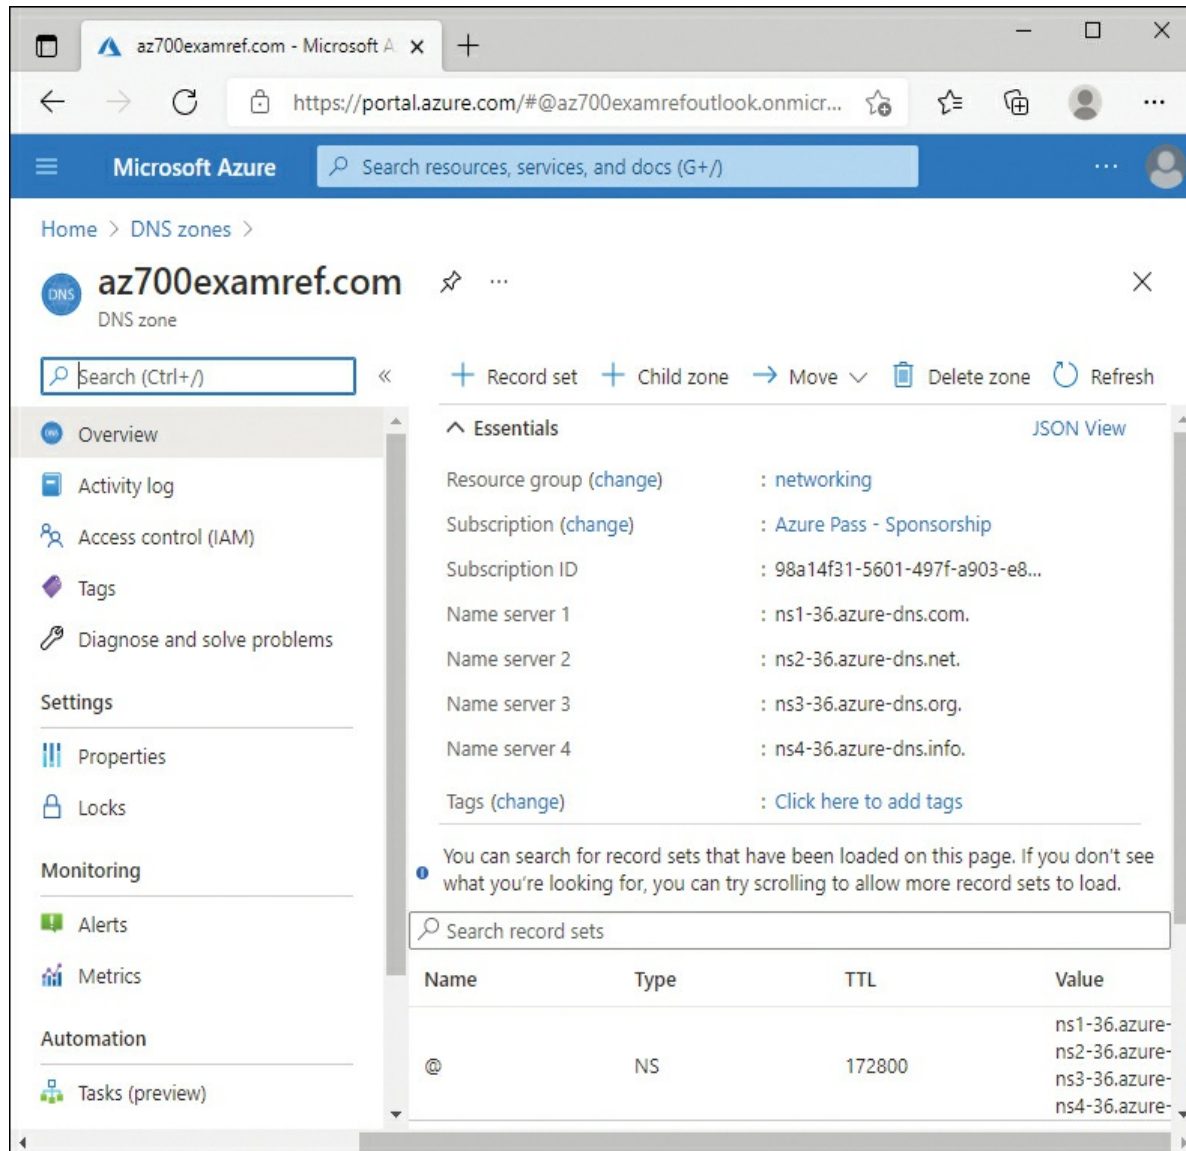 az700examref.com - Microsoft A
https://portal.azure.com/#@az700examrefoutlook.onmicr...
Microsoft Azure
Search resources, services, and docs (G+/)
Home > DNS zones >
DNS
az700examref.com
DNS zone
Search (Ctrl+/)
Record set
Child zone
Move
Delete zone
Refresh
Overview
Activity log
Access control (IAM)
Tags
Diagnose and solve problems
Settings
Properties
Locks
Monitoring
Alerts
Metrics
Automation
Tasks (preview)
Essentials
JSON View
Resource group (change) : networking
Subscription (change) : Azure Pass - Sponsorship
Subscription ID : 98a14f31-5601-497f-a903-e8...
Name server 1 : ns1-36.azure-dns.com.
Name server 2 : ns2-36.azure-dns.net.
Name server 3 : ns3-36.azure-dns.org.
Name server 4 : ns4-36.azure-dns.info.
Tags (change) : Click here to add tags
You can search for record sets that have been loaded on this page. If you don't see
what you're looking for, you can try scrolling to allow more record sets to load.
Search record sets
Name Type TTL Value
@ NS 172800
ns1-36.azure-
ns2-36.azure-
ns3-36.azure-
ns4-36.azure-